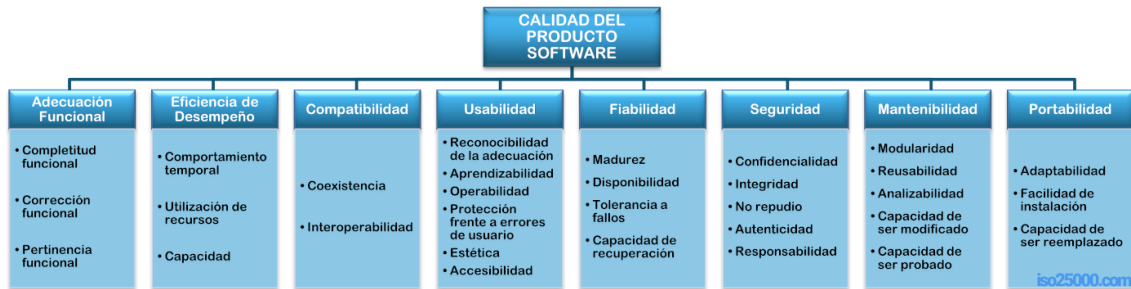 CALIDAD DEL
PRODUCTO
SOFTWARE
Adecuación
Funcional
• Completitud
funcional
• Corrección
funcional
• Pertinencia
funcional
Eficiencia de
Desempeño
• Comportamiento
temporal
• Utilización de
recursos
• Capacidad
Compatibilidad
• Coexistencia
• Interoperabilidad
Usabilidad
• Reconocibilidad
de la adecuación
• Aprendizabilidad
• Operabilidad
• Protección
frente a errores
de usuario
• Estética
• Accesibilidad
Fiabilidad
• Madurez
• Disponibilidad
• Tolerancia a
fallos
• Capacidad de
recuperación
Seguridad
• Confidencialidad
• Integridad
• No repudio
• Autenticidad
• Responsabilidad
Mantenibilidad
• Modularidad
• Reusabilidad
• Analizabilidad
• Capacidad de
ser modificado
• Capacidad de
ser probado
Portabilidad
• Adaptabilidad
• Facilidad de
instalación
• Capacidad de
ser reemplazado
iso25000.com